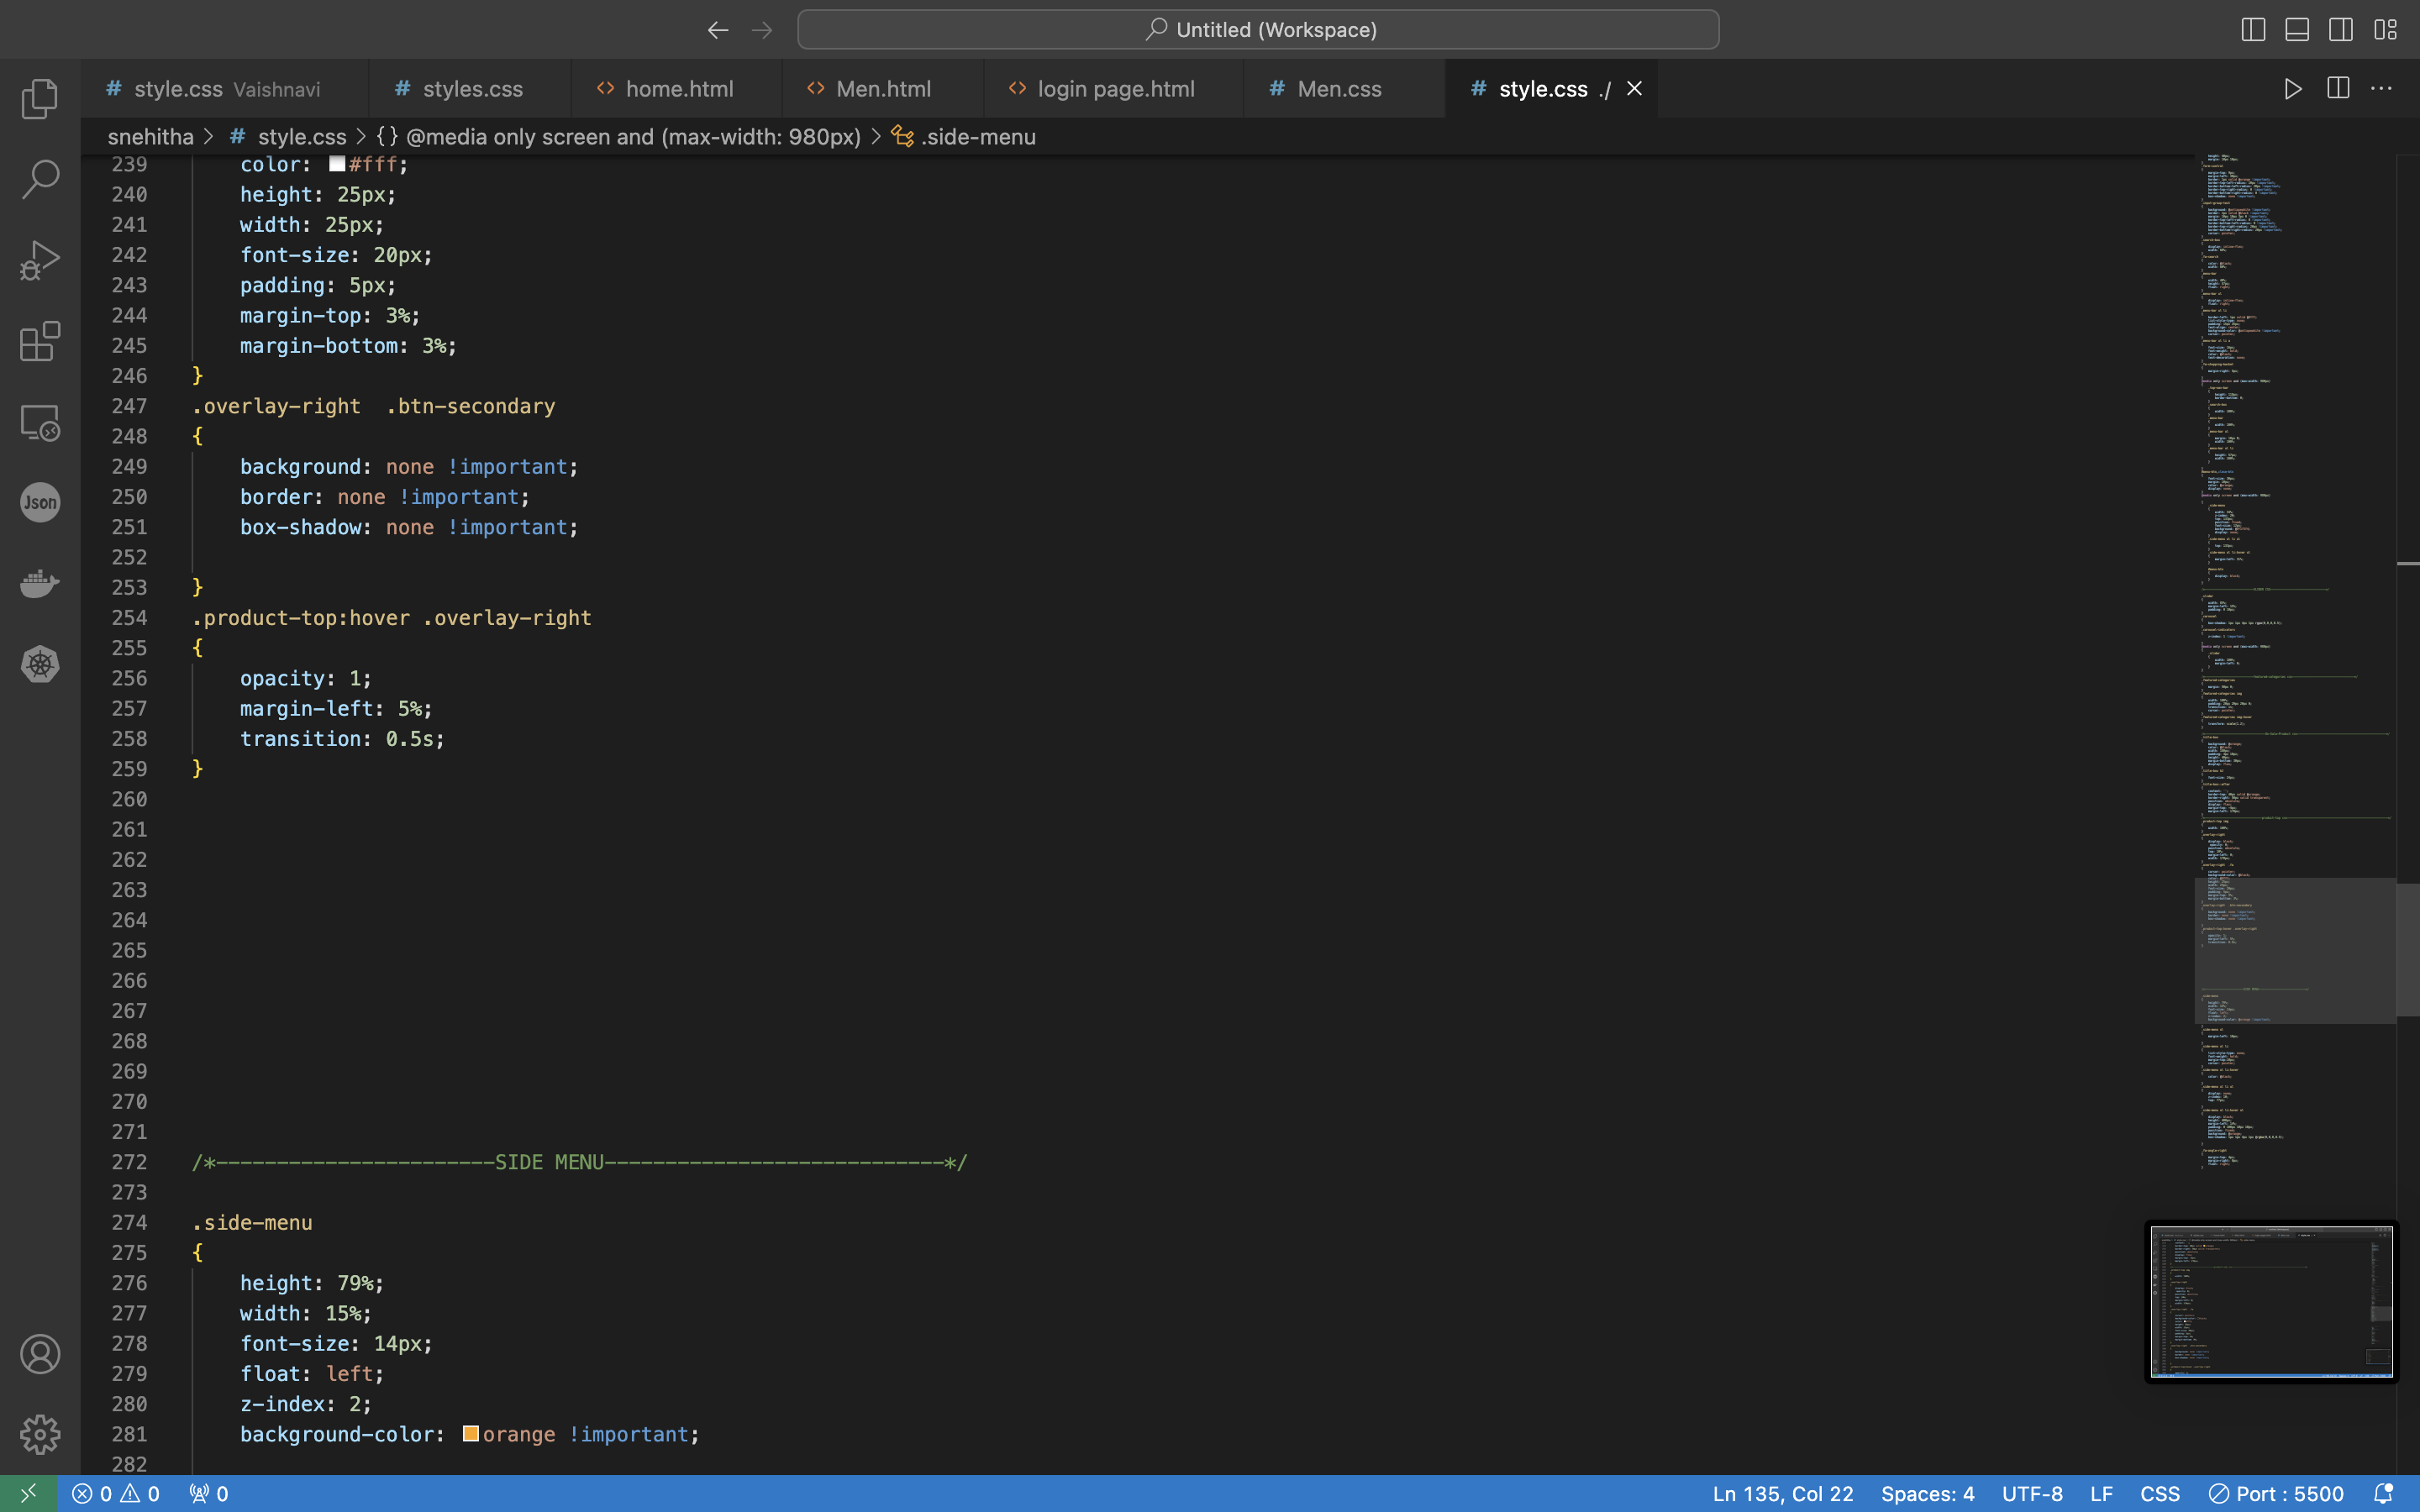 Untitled (Workspace)
style.css Vaishnavi
styles.css
home.html
Men.html
login page.html
Men.css
style.css ./
snehitha > # style.css > {} @media only screen and (max-width: 980px) > .side-menu
239 color: #fff;
240 height: 25px;
241 width: 25px;
242 font-size: 20px;
243 padding: 5px;
244 margin-top: 3%;
245 margin-bottom: 3%;
246 }
247 .overlay-right  .btn-secondary
248 {
249 background: none !important;
250 border: none !important;
251 box-shadow: none !important;
252
253 }
254 .product-top:hover .overlay-right
255 {
256 opacity: 1;
257 margin-left: 5%;
258 transition: 0.5s;
259 }
260
261
262
263
264
265
266
267
268
269
270
271
272 /*-----------------------SIDE MENU----------------------------*/
273
274 .side-menu
275 {
276 height: 79%;
277 width: 15%;
278 font-size: 14px;
279 float: left;
280 z-index: 2;
281 background-color: orange !important;
282
Json
0 0 0 Ln 135, Col 22 Spaces: 4 UTF-8 LF CSS Port : 5500